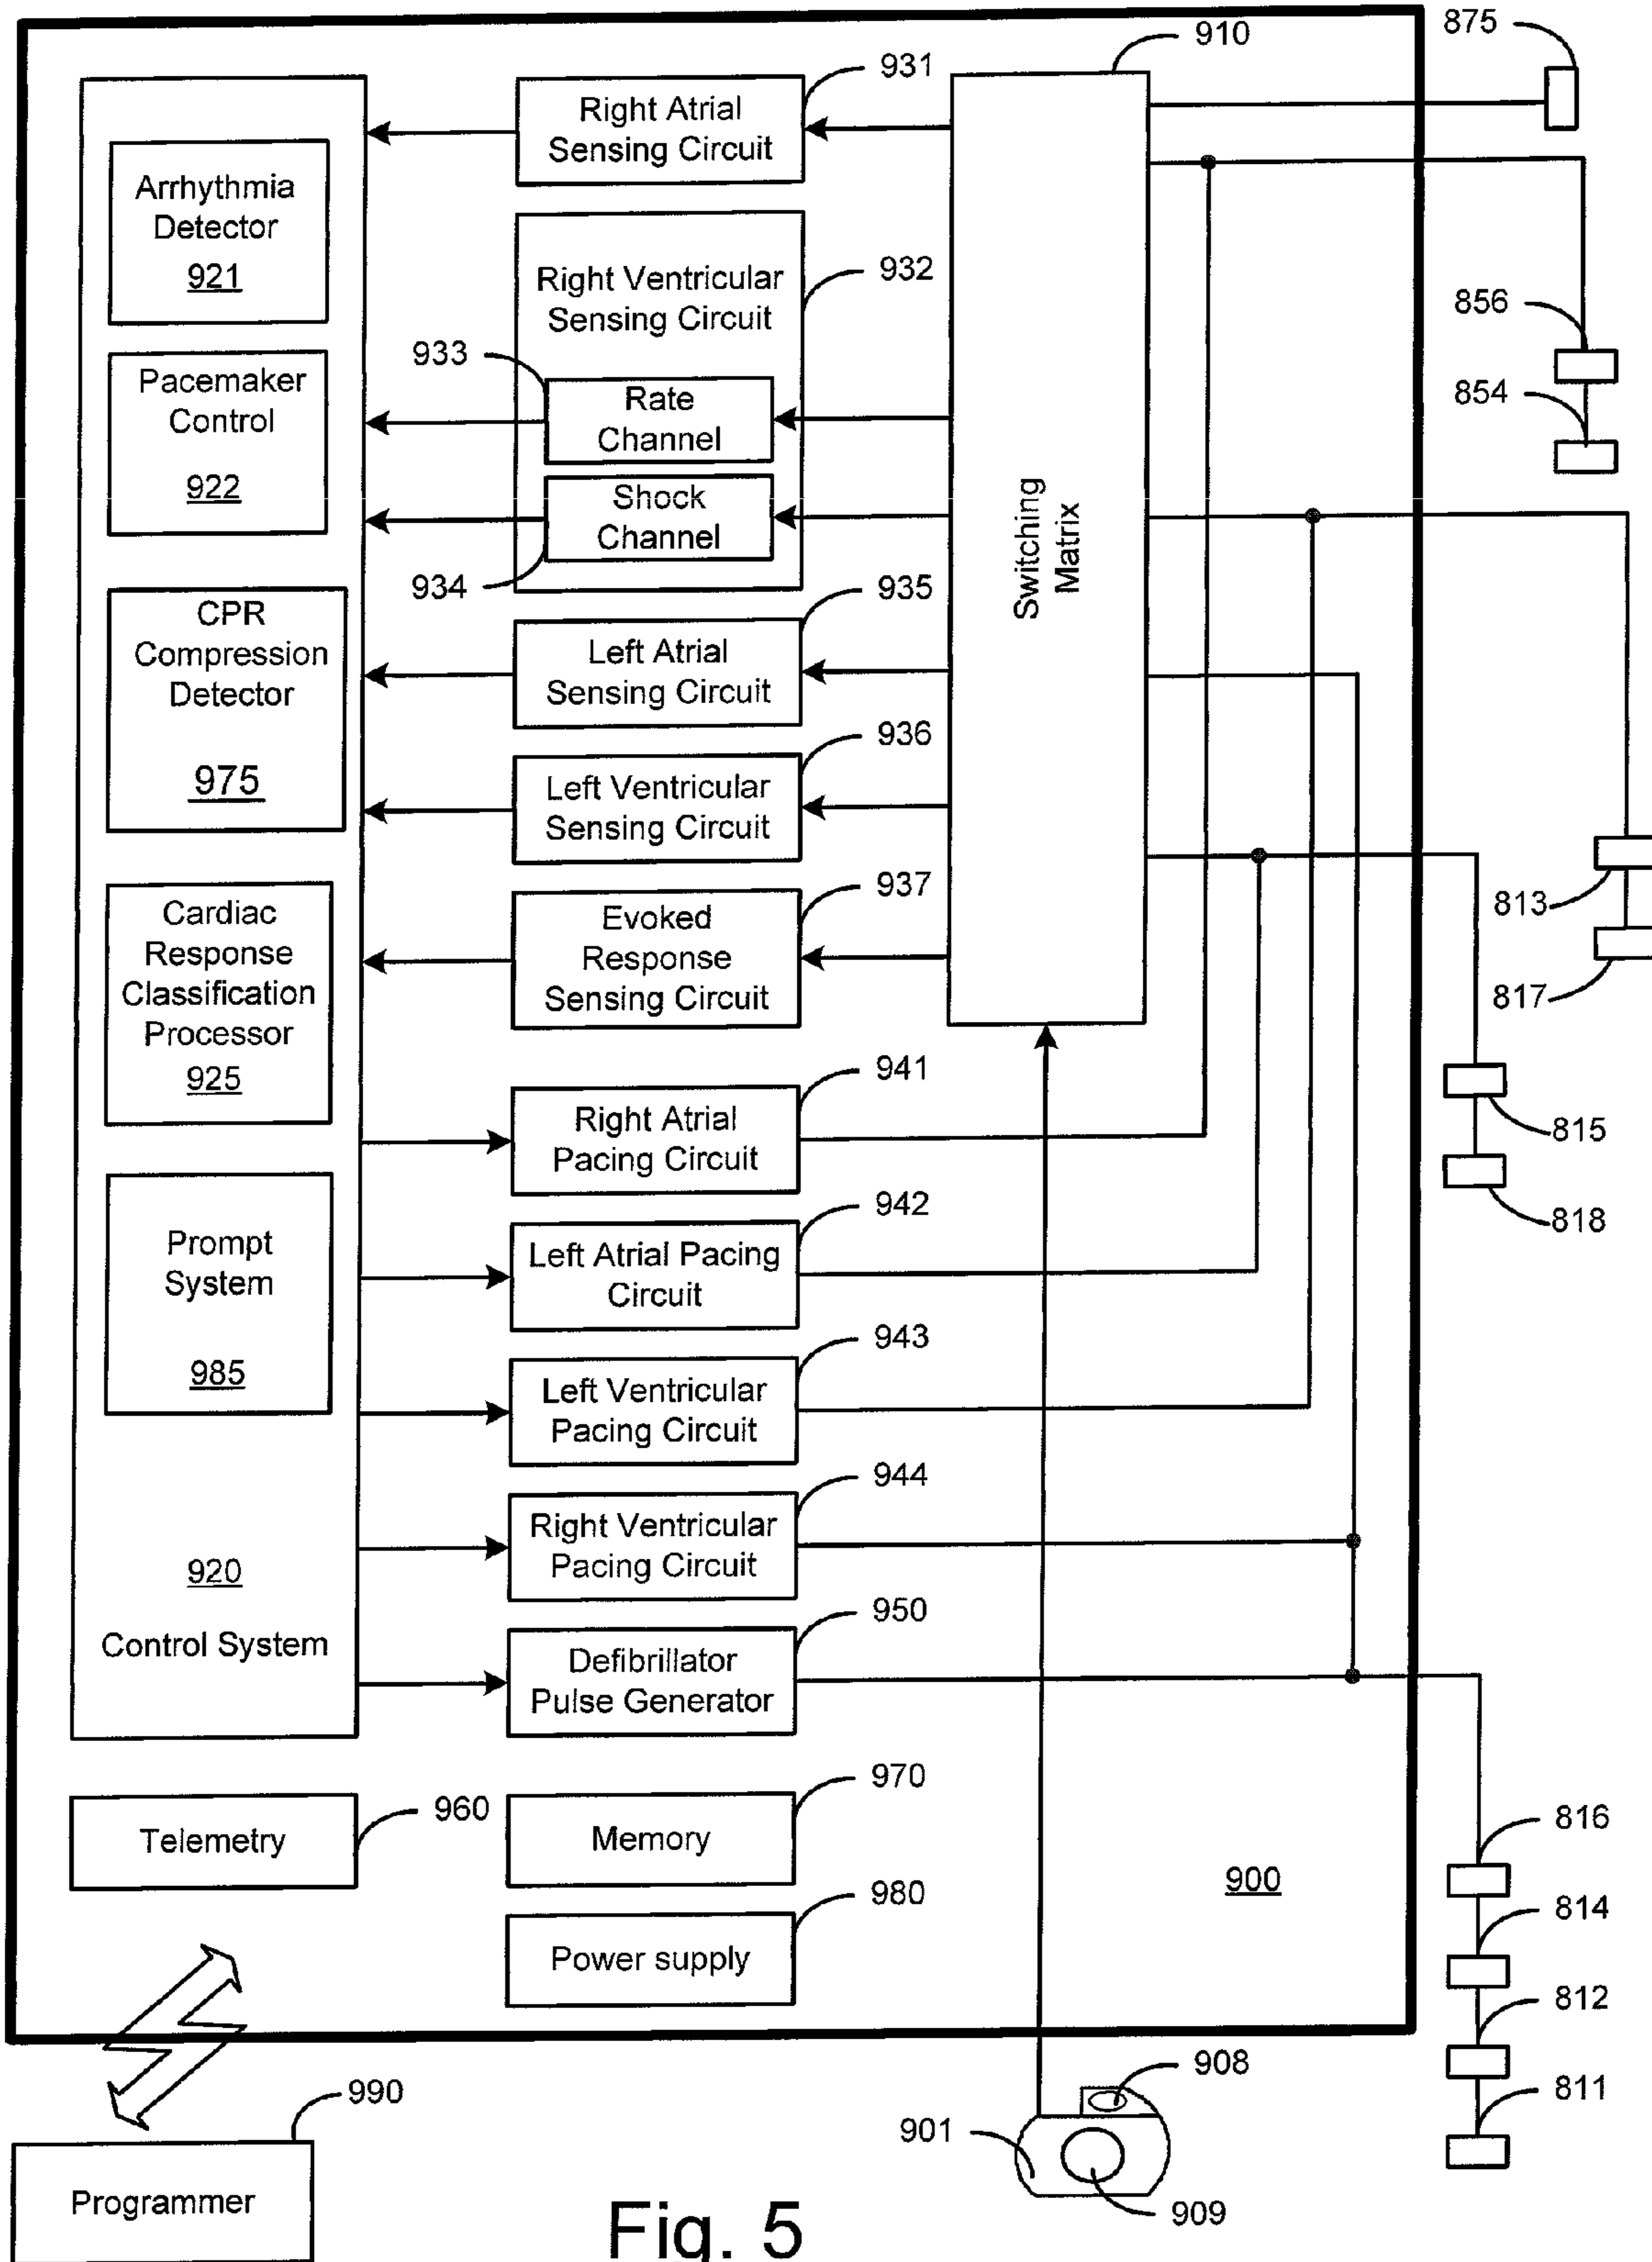 910
875
931
Right Atrial
Sensing Circuit
Arrhythmia
Detector
921
Right Ventricular
Sensing Circuit
932
856
933
Pacemaker
Control
922
Rate
Channel
854
Shock
Channel
934
Switching
Matrix
935
CPR
Compression
Detector
975
Left Atrial
Sensing Circuit
936
Left Ventricular
Sensing Circuit
813
937
Cardiac
Response
Classification
Processor
925
Evoked
Response
Sensing Circuit
817
941
Right Atrial
Pacing Circuit
815
942
818
Prompt
System
985
Left Atrial Pacing
Circuit
943
Left Ventricular
Pacing Circuit
944
Right Ventricular
Pacing Circuit
920
Control System
950
Defibrillator
Pulse Generator
970
960
Telemetry
Memory
816
900
980
814
Power supply
812
908
990
811
901
Programmer
909
Fig. 5